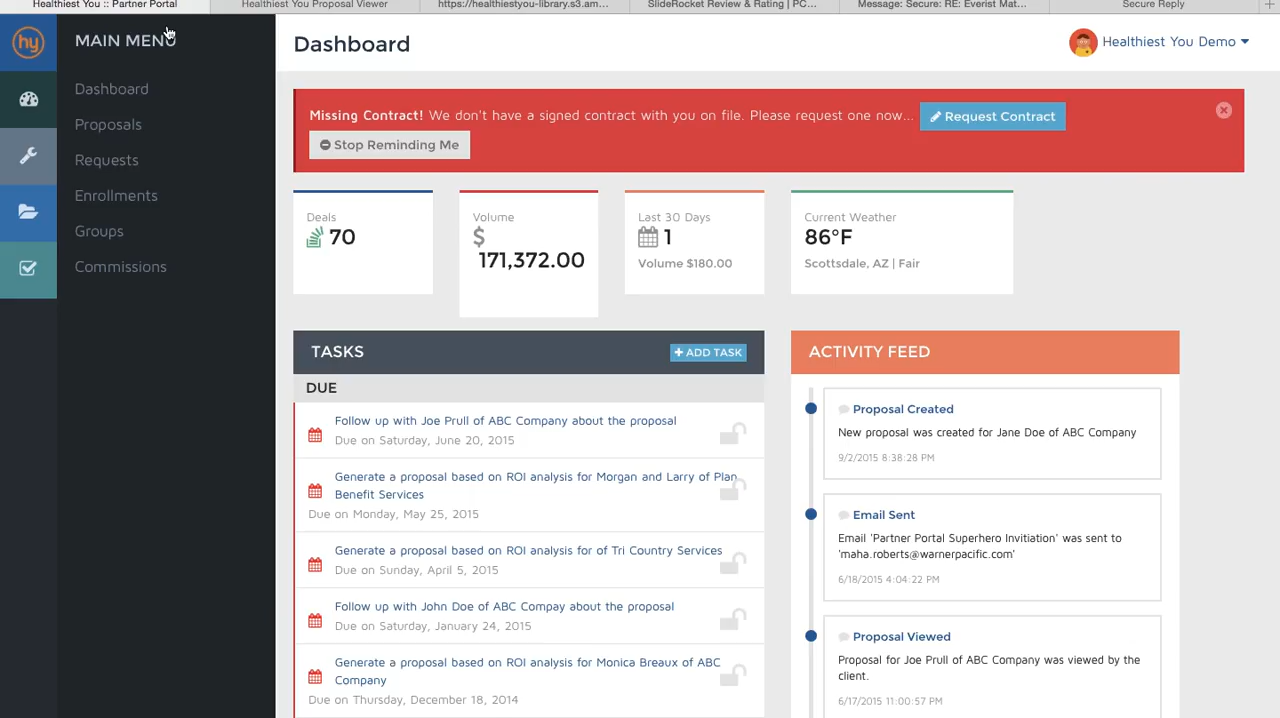 Healthiest You :: Partner Portal
Healthiest You Proposal Viewer
https://healthiestyou-library.s3.am...
SlideRocket Review & Rating | PC...
Message: Secure: RE: Everist Mat...
Secure Reply
hy
MAIN MENU
Dashboard
Proposals
Requests
Enrollments
Groups
Commissions
Dashboard
Healthiest You Demo
Missing Contract! We don't have a signed contract with you on file. Please request one now...
Request Contract
Stop Reminding Me
Deals
70
Volume
$
171,372.00
Last 30 Days
1
Volume $180.00
Current Weather
86°F
Scottsdale, AZ | Fair
TASKS
+ ADD TASK
DUE
Follow up with Joe Prull of ABC Company about the proposal
Due on Saturday, June 20, 2015
Generate a proposal based on ROI analysis for Morgan and Larry of Plan
Benefit Services
Due on Monday, May 25, 2015
Generate a proposal based on ROI analysis for of Tri Country Services
Due on Sunday, April 5, 2015
Follow up with John Doe of ABC Compay about the proposal
Due on Saturday, January 24, 2015
Generate a proposal based on ROI analysis for Monica Breaux of ABC
Company
Due on Thursday, December 18, 2014
ACTIVITY FEED
Proposal Created
New proposal was created for Jane Doe of ABC Company
9/2/2015 8:38:28 PM
Email Sent
Email 'Partner Portal Superhero Invitiation' was sent to
'maha.roberts@warnerpacific.com'
6/18/2015 4:04:22 PM
Proposal Viewed
Proposal for Joe Prull of ABC Company was viewed by the
client.
6/17/2015 11:00:57 PM